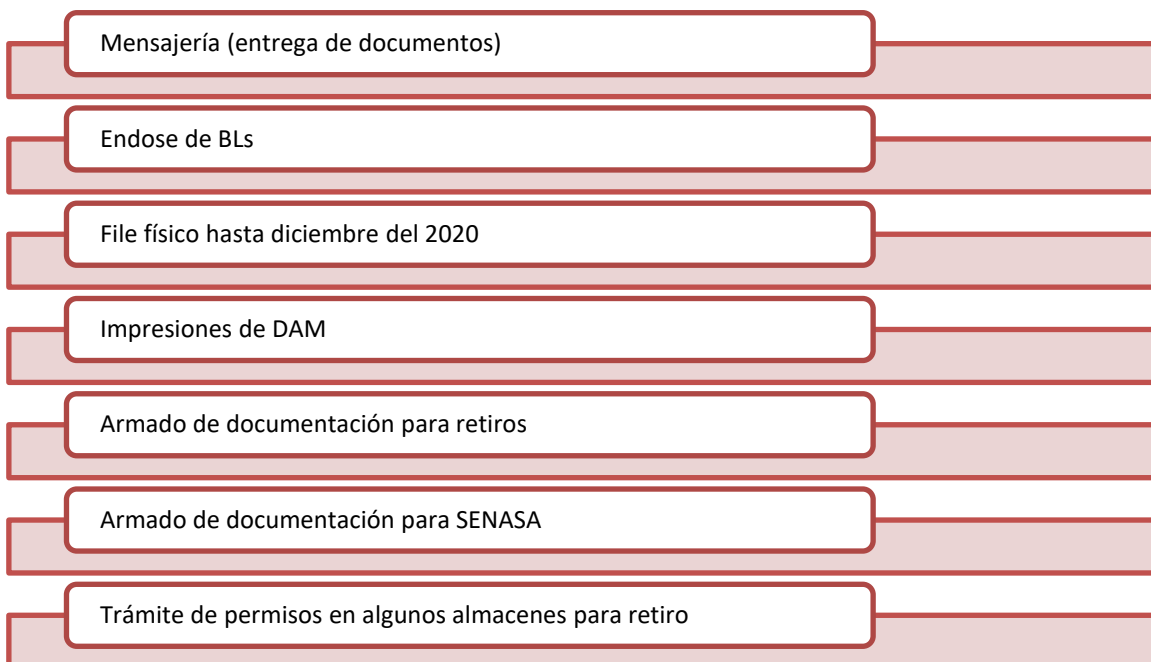 Mensajería (entrega de documentos)
Endose de BLs
File físico hasta diciembre del 2020
Impresiones de DAM
Armado de documentación para retiros
Armado de documentación para SENASA
Trámite de permisos en algunos almacenes para retiro